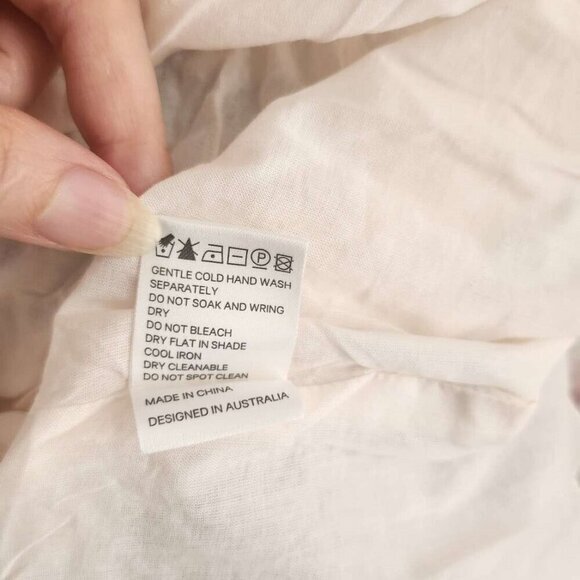 GENTLE COLD HAND WASH
SEPARATELY
DO NOT SOAK AND WRING
DRY
DO NOT BLEACH
DRY FLAT IN SHADE
COOL IRON
DRY CLEANABLE
DO NOT SPOT CLEAN
MADE IN CHINA
DESIGNED IN AUSTRALIA